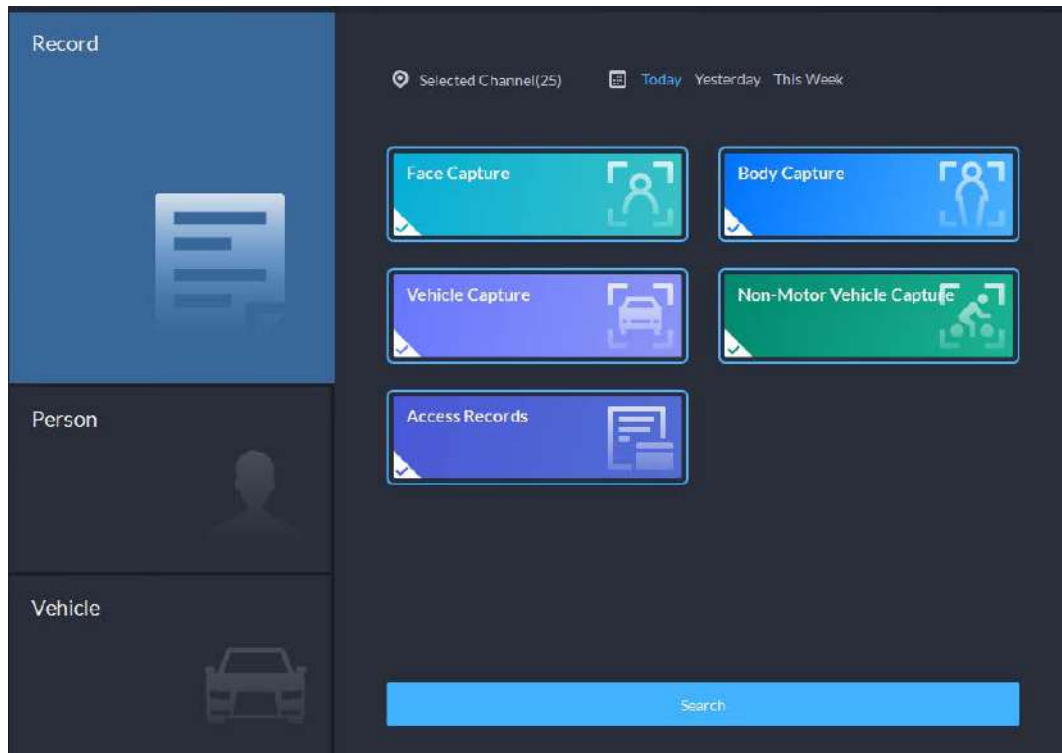 Record
Selected Channel(25) Today Yesterday This Week
Face Capture
Body Capture
Vehicle Capture
Non-Motor Vehicle Capture
Access Records
Person
Vehicle
Search